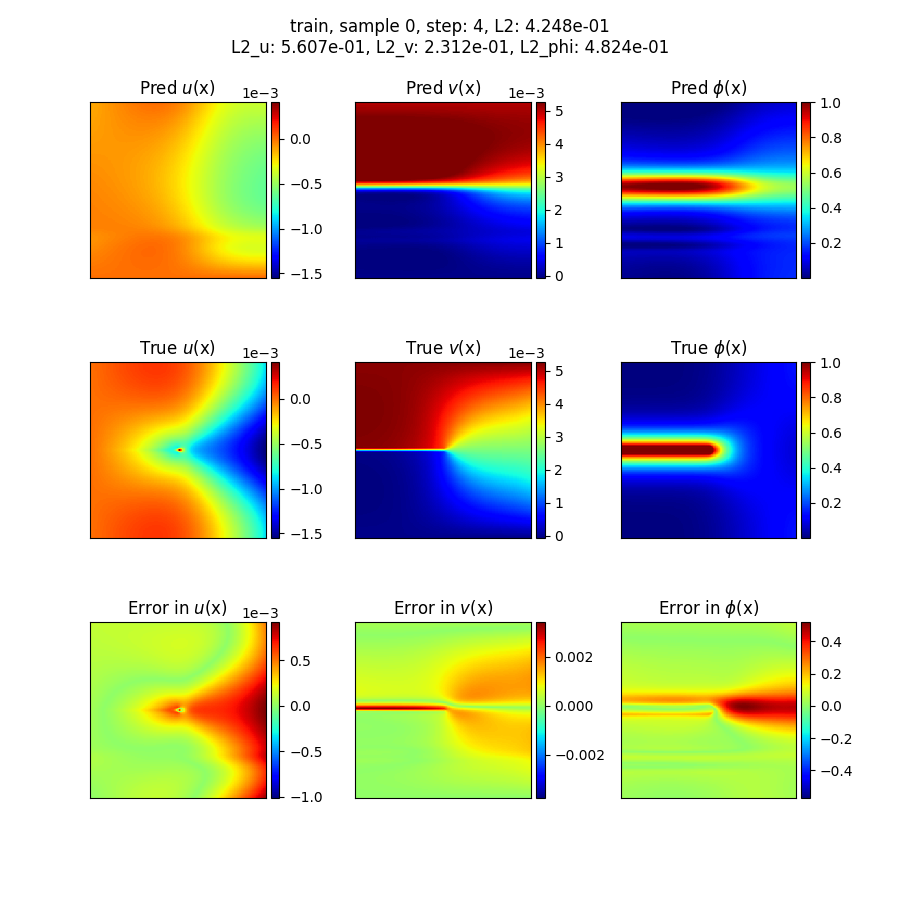 train, sample 0, step: 4, L2: 4.248e-01
L2_u: 5.607e-01, L2_v: 2.312e-01, L2_phi: 4.824e-01
Pred u(x)
1e−3
0.0
−0.5
−1.0
−1.5
Pred v(x)
1e−3
5
4
3
2
1
0
Pred ϕ(x)
1.0
0.8
0.6
0.4
0.2
True u(x)
1e−3
0.0
−0.5
−1.0
−1.5
True v(x)
1e−3
5
4
3
2
1
0
True ϕ(x)
1.0
0.8
0.6
0.4
0.2
Error in u(x)
1e−3
0.5
0.0
−0.5
−1.0
Error in v(x)
0.002
0.000
−0.002
Error in ϕ(x)
0.4
0.2
0.0
−0.2
−0.4